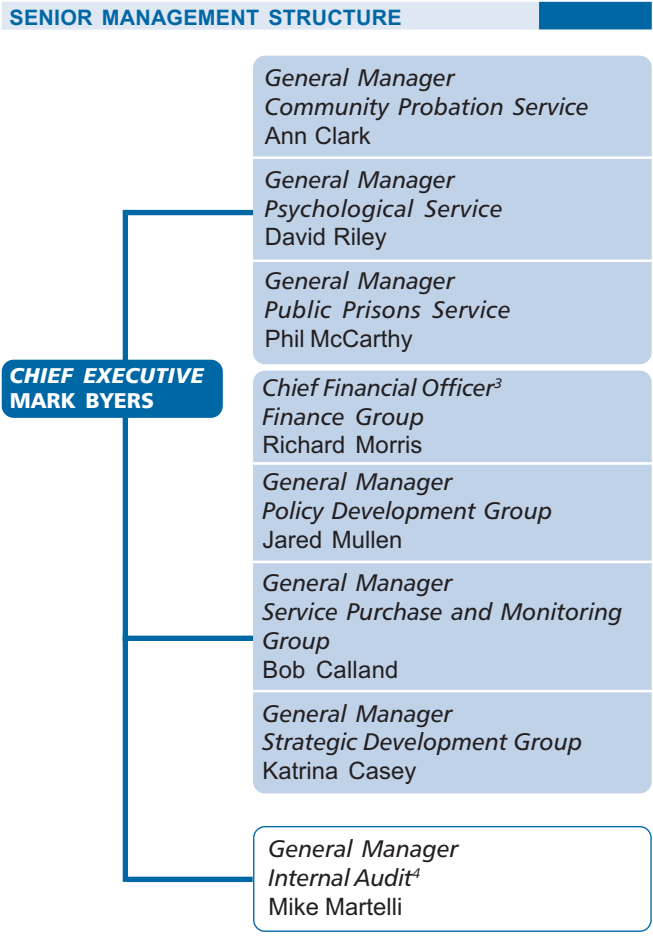 SENIOR MANAGEMENT STRUCTURE
General Manager
Community Probation Service
Ann Clark
General Manager
Psychological Service
David Riley
General Manager
Public Prisons Service
Phil McCarthy
CHIEF EXECUTIVE
MARK BYERS
Chief Financial Officer³
Finance Group
Richard Morris
General Manager
Policy Development Group
Jared Mullen
General Manager
Service Purchase and Monitoring
Group
Bob Calland
General Manager
Strategic Development Group
Katrina Casey
General Manager
Internal Audit⁴
Mike Martelli